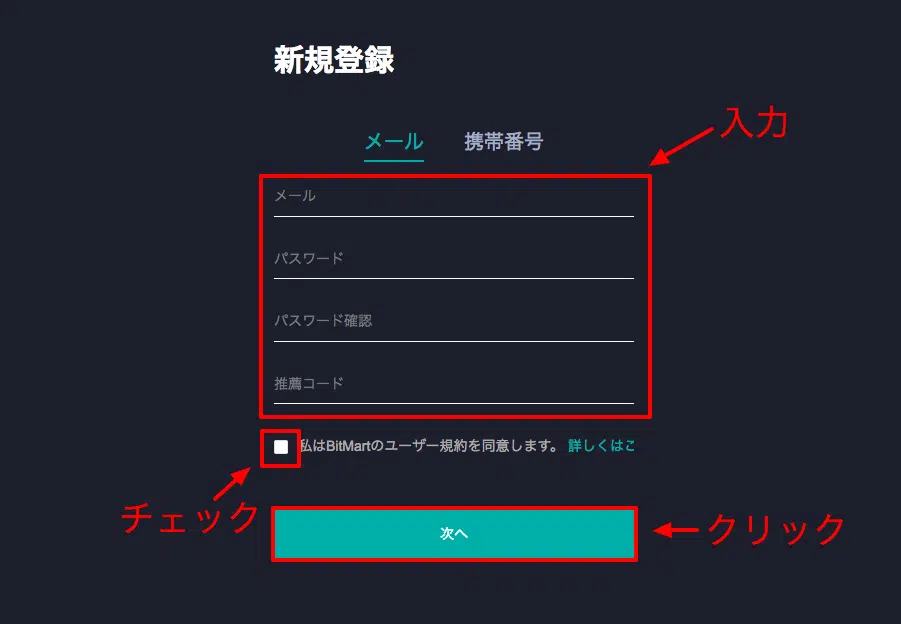 新規登録
入力
メール 携帯番号
メール
パスワード
パスワード確認
推薦コード
私はBitMartのユーザー規約を同意します。 詳しくはこ
チェック
次へ
クリック